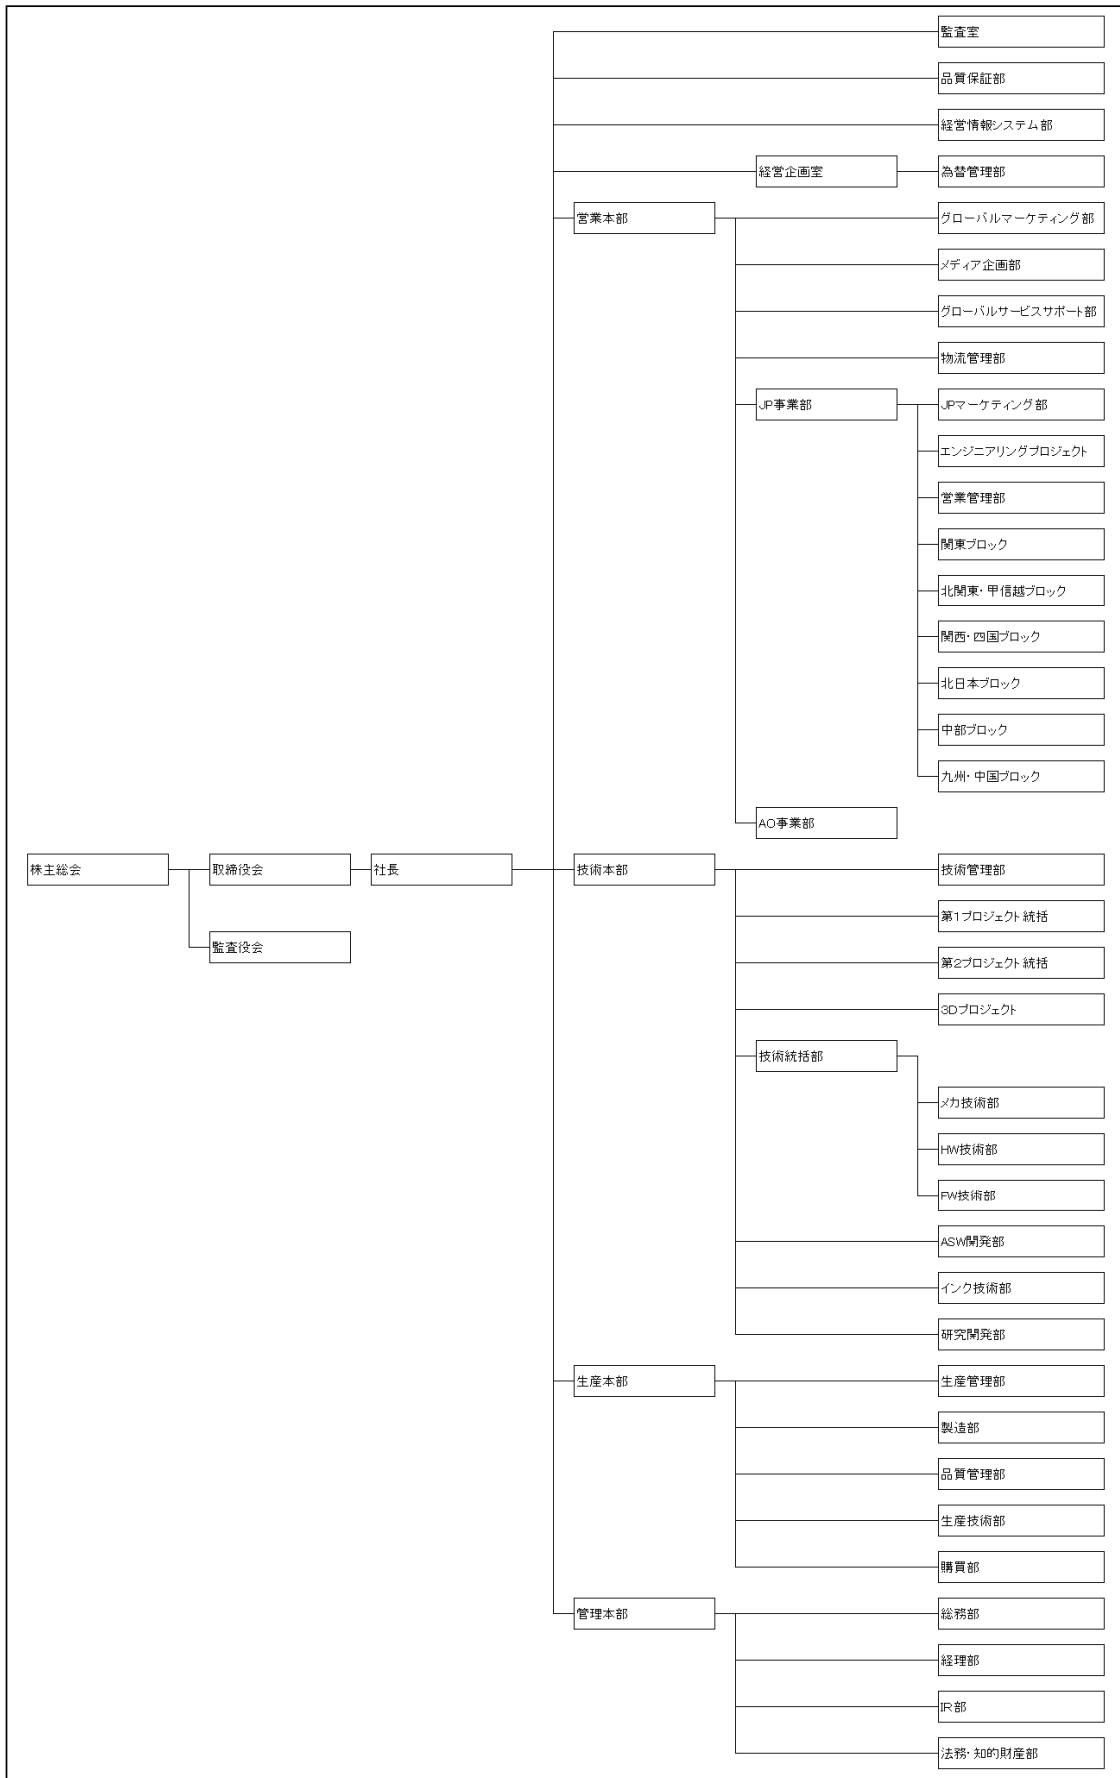 監査室
品質保証部
経営情報システム部
経営企画室
為替管理部
営業本部
グローバルマーケティング部
メディア企画部
グローバルサービスサポート部
物流管理部
JP事業部
JPマーケティング部
エンジニアリングプロジェクト
営業管理部
関東ブロック
北関東・甲信越ブロック
関西・四国ブロック
北日本ブロック
中部ブロック
九州・中国ブロック
AO事業部
株主総会
取締役会
社長
技術本部
技術管理部
第1プロジェクト統括
監査役会
第2プロジェクト統括
3Dプロジェクト
技術統括部
メカ技術部
HW技術部
FW技術部
ASW開発部
インク技術部
研究開発部
生産本部
生産管理部
製造部
品質管理部
生産技術部
購買部
管理本部
総務部
経理部
IR部
法務・知的財産部